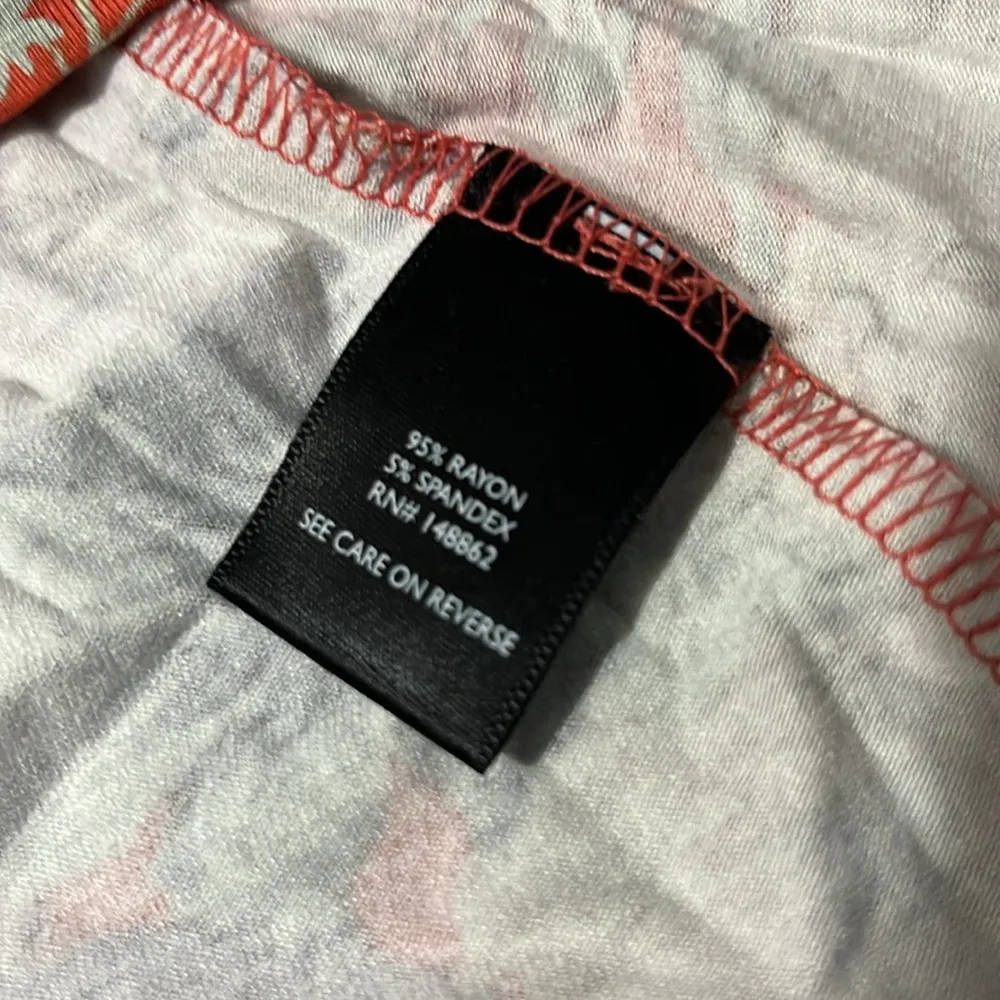 95% RAYON
5% SPANDEX
RN# 148862
SEE CARE ON REVERSE